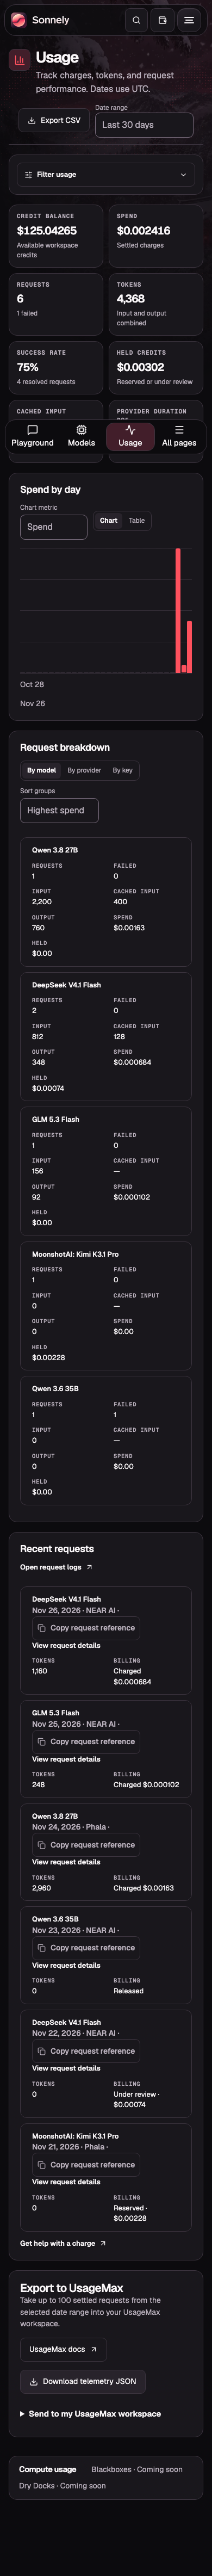 Sonnely
Usage
Track charges, tokens, and request
performance. Dates use UTC.
Export CSV
Date range
Last 30 days
Filter usage
CREDIT BALANCE
$0.12504265
Available workspace
credits
SPEND
$0.002416
Settled charges
REQUESTS
6
1 failed
TOKENS
4,368
Input and output
combined
SUCCESS RATE
75%
4 resolved requests
HELD CREDITS
$0.00302
Reserved or under review
CACHED INPUT
PROVIDER DURATION
Playground
Models
Usage
All pages
Spend by day
Chart metric
Spend
Chart
Table
Oct 28
Nov 26
Request breakdown
By model
By provider
By key
Sort groups
Highest spend
Qwen 3.8 27B
REQUESTS
1
FAILED
0
INPUT
2,200
CACHED INPUT
400
OUTPUT
760
SPEND
$0.00163
HELD
$0.00
DeepSeek V4.1 Flash
REQUESTS
2
FAILED
0
INPUT
812
CACHED INPUT
128
OUTPUT
348
SPEND
$0.000684
HELD
$0.00074
GLM 5.3 Flash
REQUESTS
1
FAILED
0
INPUT
156
CACHED INPUT
—
OUTPUT
92
SPEND
$0.000102
HELD
$0.00
MoonshotAI: Kimi K3.1 Pro
REQUESTS
1
FAILED
0
INPUT
0
CACHED INPUT
—
OUTPUT
0
SPEND
$0.00
HELD
$0.00228
Qwen 3.6 35B
REQUESTS
1
FAILED
1
INPUT
0
CACHED INPUT
—
OUTPUT
0
SPEND
$0.00
HELD
$0.00
Recent requests
Open request logs
DeepSeek V4.1 Flash
Nov 26, 2026 · NEAR AI ·
Copy request reference
View request details
TOKENS
1,160
BILLING
Charged
$0.000684
GLM 5.3 Flash
Nov 25, 2026 · NEAR AI ·
Copy request reference
View request details
TOKENS
248
BILLING
Charged $0.000102
Qwen 3.8 27B
Nov 24, 2026 · Phala ·
Copy request reference
View request details
TOKENS
2,960
BILLING
Charged $0.00163
Qwen 3.6 35B
Nov 23, 2026 · NEAR AI ·
Copy request reference
View request details
TOKENS
0
BILLING
Released
DeepSeek V4.1 Flash
Nov 22, 2026 · NEAR AI ·
Copy request reference
View request details
TOKENS
0
BILLING
Under review ·
$0.00074
MoonshotAI: Kimi K3.1 Pro
Nov 21, 2026 · Phala ·
Copy request reference
View request details
TOKENS
0
BILLING
Reserved ·
$0.00228
Get help with a charge
Export to UsageMax
Take up to 100 settled requests from the
selected date range into your UsageMax
workspace.
UsageMax docs
Download telemetry JSON
Send to my UsageMax workspace
Compute usage
Blackboxes · Coming soon
Dry Docks · Coming soon